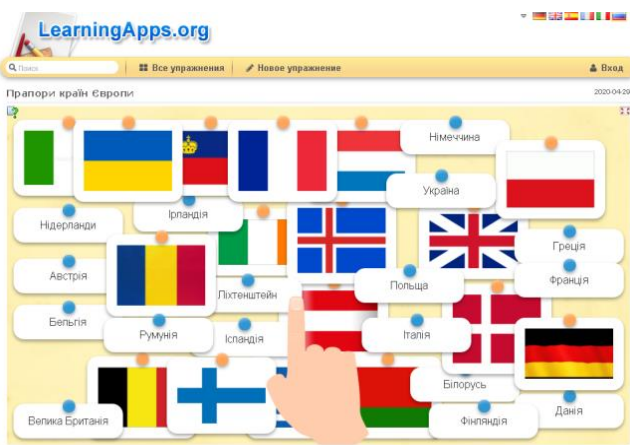 LearningApps.org
Поиск
Все упражнения
Новое упражнение
Вход
Прапори країн Європи
2020-04-29
Німеччина
Україна
Ірландія
Нідерланди
Греція
Австрія
Франція
Польща
Ліхтенштейн
Бельгія
Румунія
Ісландія
Італія
Білорусь
Велика Британія
Фінляндія
Данія